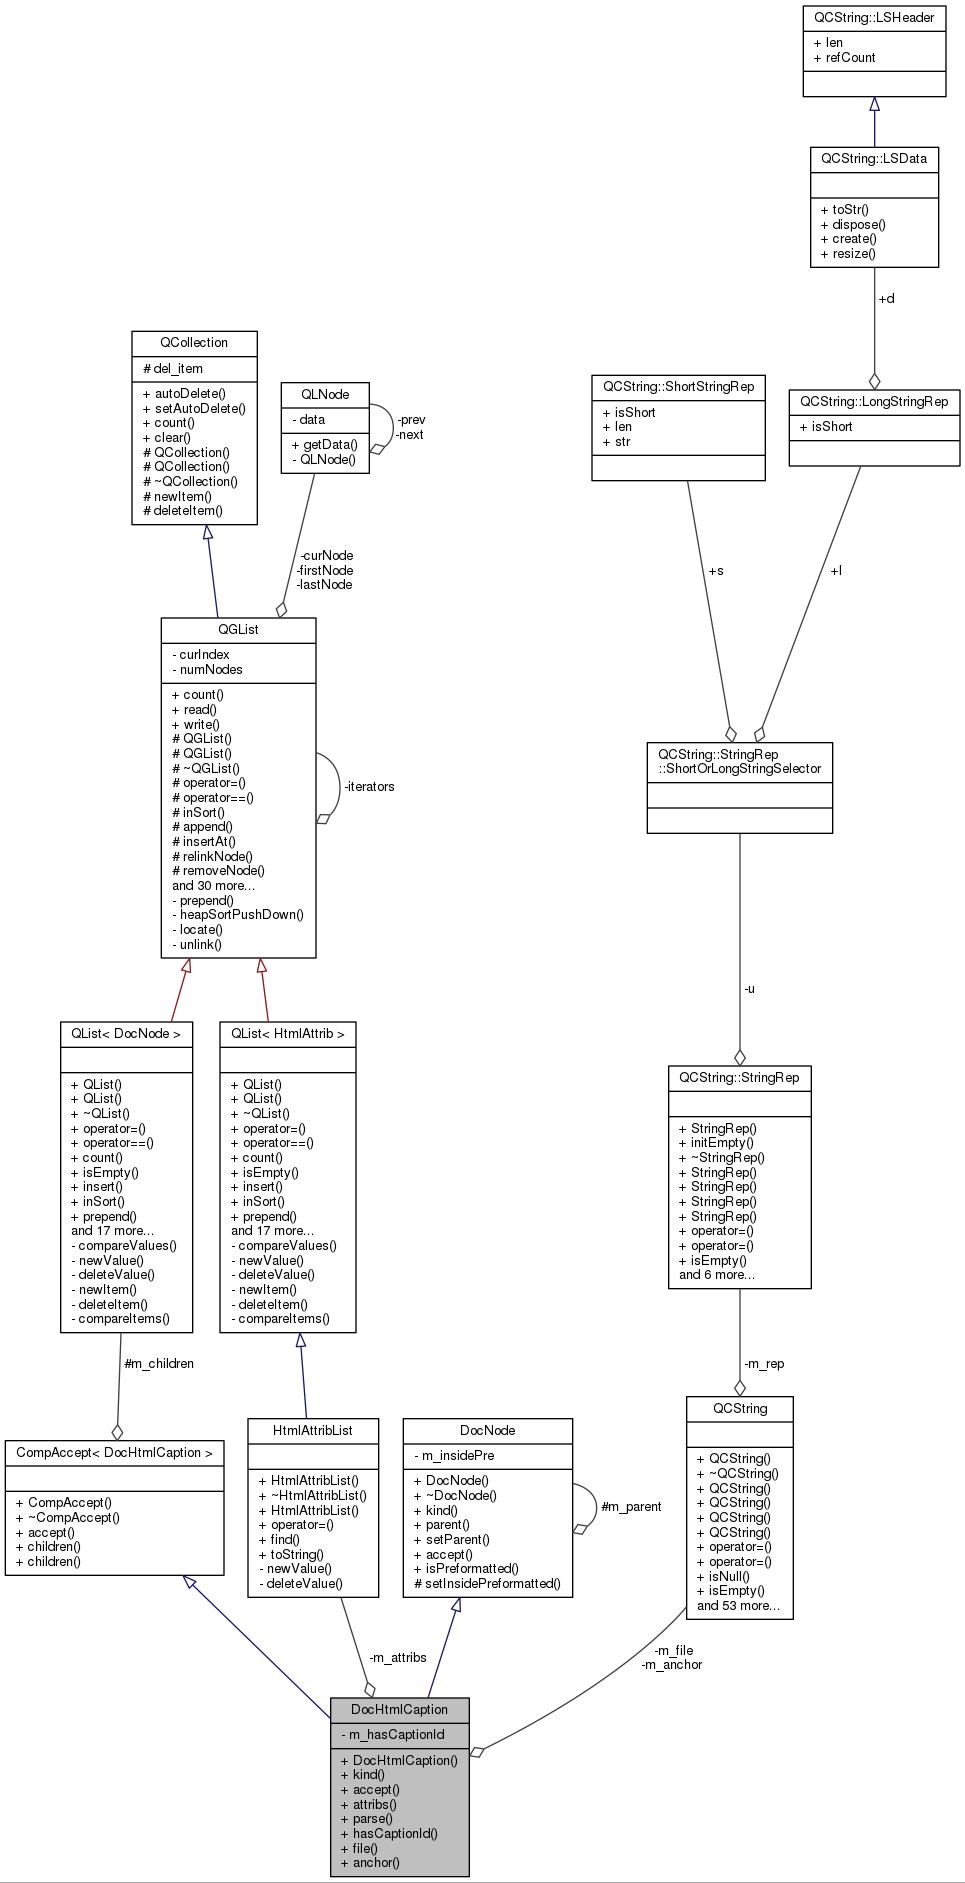 QCString::LSHeader
+ len
+ refCount
QCString::LSData
+ toStr()
+ dispose()
+ create()
+ resize()
+d
QCollection
# del_item
+ autoDelete()
+ setAutoDelete()
+ count()
+ clear()
# QCollection()
# QCollection()
# ~QCollection()
# newItem()
# deleteItem()
QLNode
- data
+ getData()
- QLNode()
-prev
-next
QCString::ShortStringRep
+ isShort
+ len
+ str
QCString::LongStringRep
+ isShort
-curNode
-firstNode
-lastNode
+s
+l
QGList
- curIndex
- numNodes
+ count()
+ read()
+ write()
# QGList()
# QGList()
# ~QGList()
# operator=()
# operator==()
# inSort()
# append()
# insertAt()
# relinkNode()
# removeNode()
and 30 more...
- prepend()
- heapSortPushDown()
- locate()
- unlink()
-iterators
QCString::StringRep
::ShortOrLongStringSelector
-u
QList< DocNode >
+ QList()
+ QList()
+ ~QList()
+ operator=()
+ operator==()
+ count()
+ isEmpty()
+ insert()
+ inSort()
+ prepend()
and 17 more...
- compareValues()
- newValue()
- deleteValue()
- newItem()
- deleteItem()
- compareItems()
QList< HtmlAttrib >
+ QList()
+ QList()
+ ~QList()
+ operator=()
+ operator==()
+ count()
+ isEmpty()
+ insert()
+ inSort()
+ prepend()
and 17 more...
- compareValues()
- newValue()
- deleteValue()
- newItem()
- deleteItem()
- compareItems()
QCString::StringRep
+ StringRep()
+ initEmpty()
+ ~StringRep()
+ StringRep()
+ StringRep()
+ StringRep()
+ StringRep()
+ operator=()
+ operator=()
+ isEmpty()
and 6 more...
#m_children
-m_rep
CompAccept< DocHtmlCaption >
+ CompAccept()
+ ~CompAccept()
+ accept()
+ children()
+ children()
HtmlAttribList
+ HtmlAttribList()
+ ~HtmlAttribList()
+ HtmlAttribList()
+ operator=()
+ find()
+ toString()
- newValue()
- deleteValue()
DocNode
- m_insidePre
+ DocNode()
+ ~DocNode()
+ kind()
+ parent()
+ setParent()
+ accept()
+ isPreformatted()
# setInsidePreformatted()
#m_parent
QCString
+ QCString()
+ ~QCString()
+ QCString()
+ QCString()
+ QCString()
+ QCString()
+ operator=()
+ operator=()
+ isNull()
+ isEmpty()
and 53 more...
-m_attribs
-m_file
-m_anchor
DocHtmlCaption
- m_hasCaptionId
+ DocHtmlCaption()
+ kind()
+ accept()
+ attribs()
+ parse()
+ hasCaptionId()
+ file()
+ anchor()